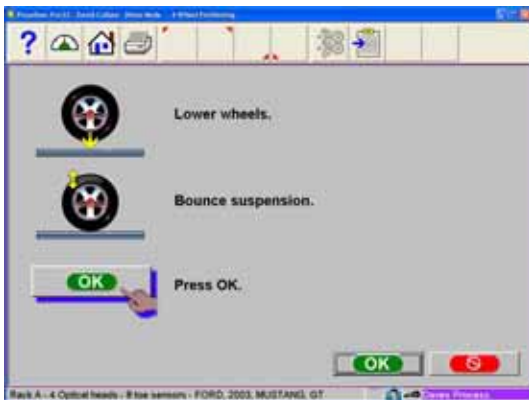 ?
Lower wheels.
Bounce suspension.
OK
Press OK.
OK
Rack A - 4 Optical heads - 8 toe sensors - FORD, 2003, MUSTANG, GT